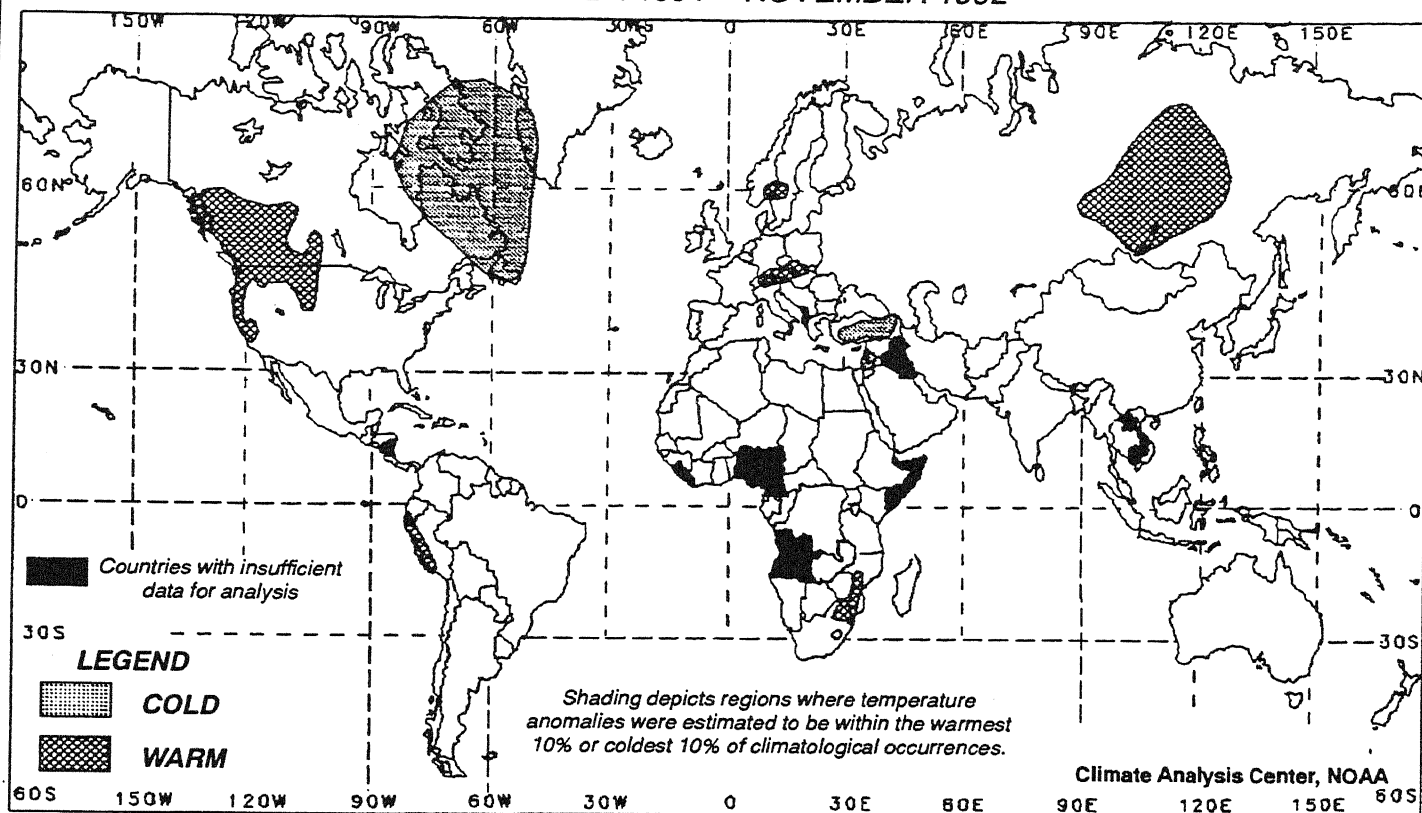 NOVEMBER 1992
150W 120W 90W 60W 30W 0 30E 60E 90E 120E 150E
60N 60N
30N 30N
0 0
Countries with insufficient
data for analysis
30S 30S
LEGEND
COLD
WARM
Shading depicts regions where temperature
anomalies were estimated to be within the warmest
10% or coldest 10% of climatological occurrences.
Climate Analysis Center, NOAA
60S 60S
150W 120W 90W 60W 30W 0 30E 60E 90E 120E 150E